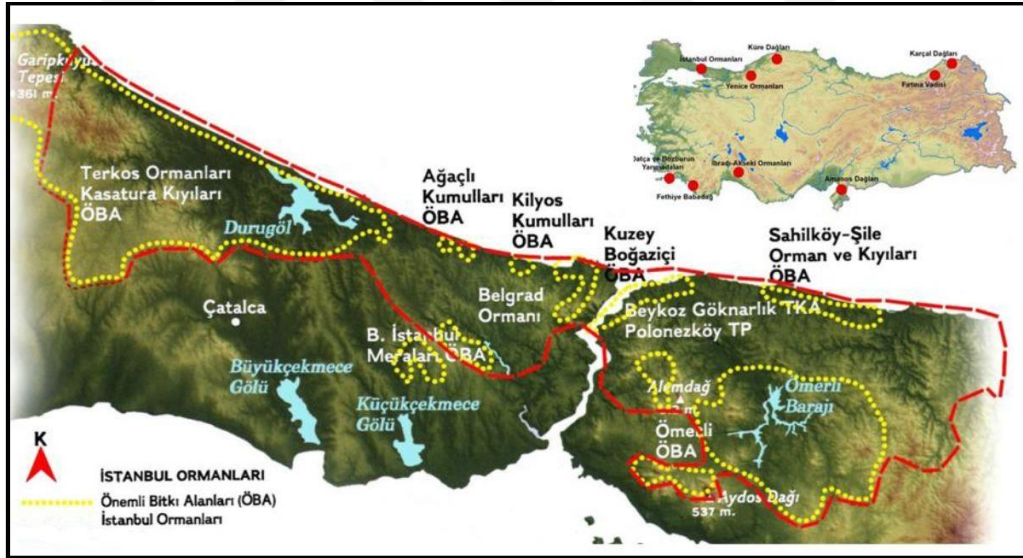 Garipkuyu
Tepesi
361 m.
Terkos Ormanları
Kasatura Kıyıları
ÖBA
Durugöl
Ağaçlı
Kumulları
ÖBA
Kilyos
Kumulları
ÖBA
Kuzey
Boğaziçi
ÖBA
Sahilköy-Şile
Orman ve Kıyıları
ÖBA
Çatalca
Belgrad
Ormanı
Beykoz Göknarlık TKA
Polonezköy TP
B. İstanbul
Meraları ÖBA
Büyükçekmece
Gölü
Küçükçekmece
Gölü
Alemdağ
m.
Ömerli
Barajı
Ömerli
ÖBA
Aydos Dağı
537 m.
K
İSTANBUL ORMANLARI
Önemli Bitkı Alanları (ÖBA)
İstanbul Ormanları
İstanbul Ormanları
Küre Dağları
Yenice Ormanları
Karçal Dağları
Fırtına Vadisi
Datça ve Bozburun
Yarımadaları
Fethiye Babadağ
İbradı-Akseki Ormanları
Amanos Dağları